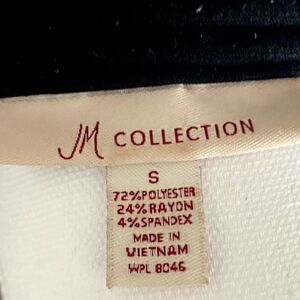 JM COLLECTION
S
72%POLYESTER
24%RAYON
4%SPANDEX
MADE IN
VIETNAM
WPL 8046